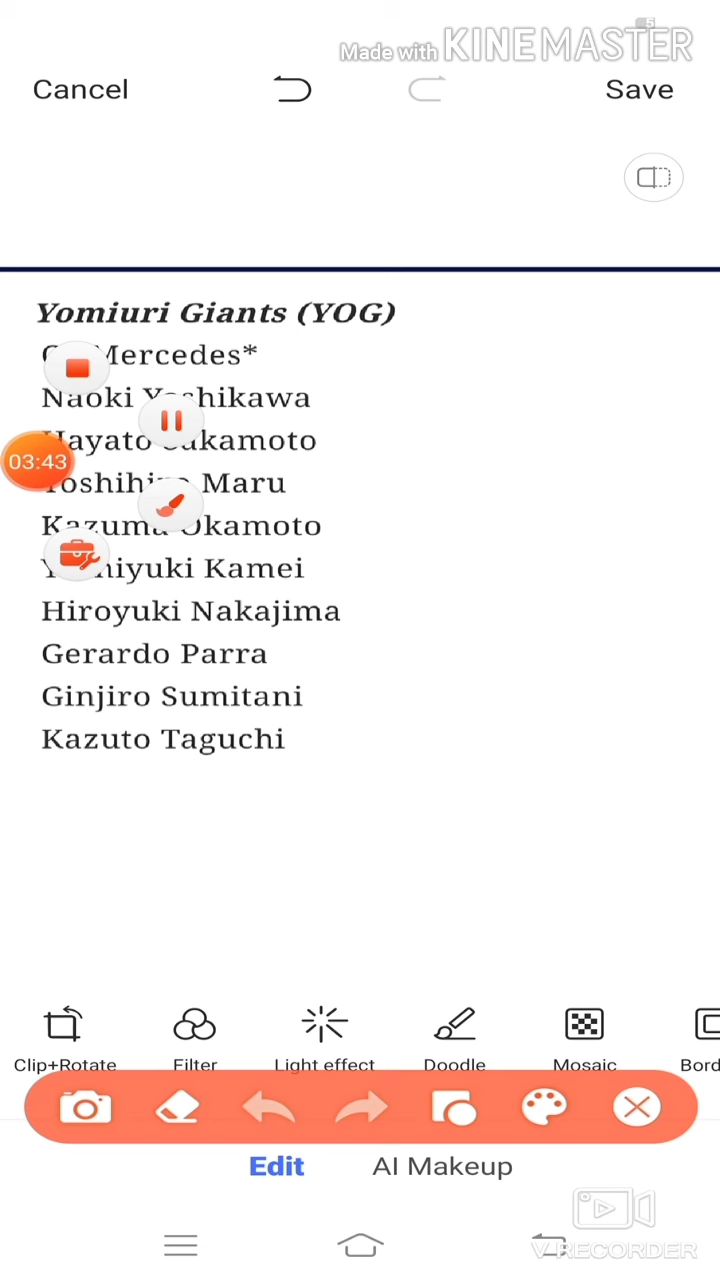 5
Made with KINEMASTER
Cancel
Save
Yomiuri Giants (YOG)
Mercedes*
Naoki Yoshikawa
Hayato Sakamoto
03:43
Yoshihiro Maru
Kazuma Okamoto
Kamei
Hiroyuki Nakajima
Gerardo Parra
Ginjiro Sumitani
Kazuto Taguchi
Clip+Rotate
Filter
Light effect
Doodle
Mosaic
Bord
Edit
AI Makeup
V RECORDER